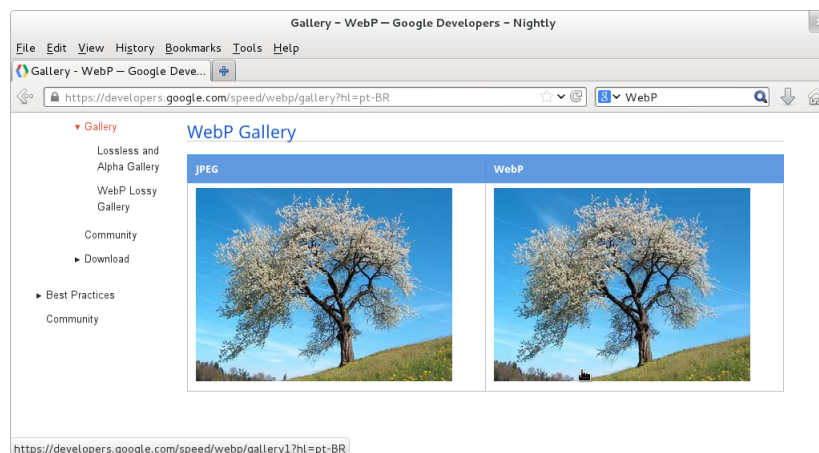 Gallery - WebP — Google Developers - Nightly
File Edit View History Bookmarks Tools Help
Gallery - WebP — Google Deve...
https://developers.google.com/speed/webp/gallery?hl=pt-BR
WebP
Gallery
Lossless and
Alpha Gallery
WebP Lossy
Gallery
Community
Download
Best Practices
Community
WebP Gallery
JPEG WebP
https://developers.google.com/speed/webp/gallery1?hl=pt-BR